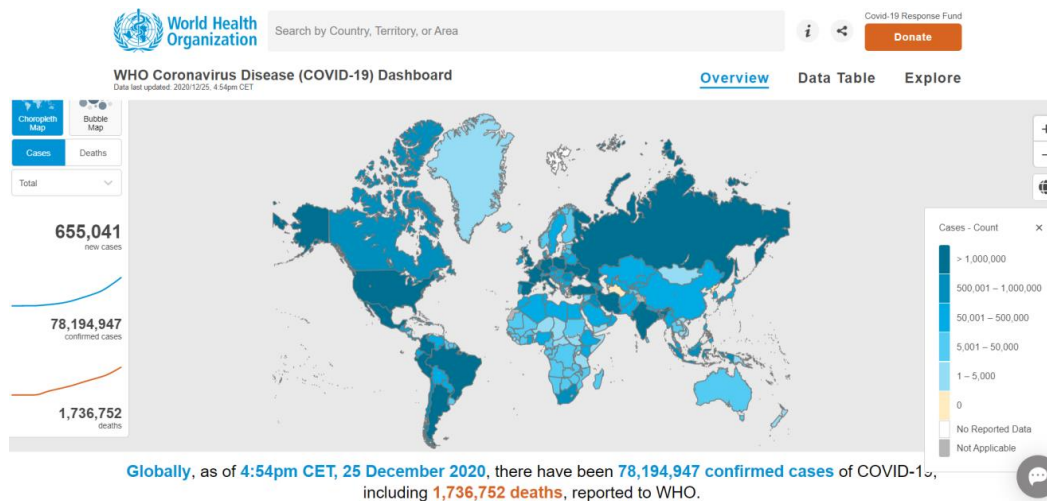 World Health
Organization
Search by Country, Territory, or Area
i
Covid-19 Response Fund
Donate
WHO Coronavirus Disease (COVID-19) Dashboard
Data last updated: 2020/12/25, 4:54pm CET
Overview
Data Table
Explore
Choropleth
Map
Bubble
Map
Cases
Deaths
Total
655,041
new cases
78,194,947
confirmed cases
1,736,752
deaths
Cases - Count
> 1,000,000
500,001 – 1,000,000
50,001 – 500,000
5,001 – 50,000
1 – 5,000
0
No Reported Data
Not Applicable
Globally, as of 4:54pm CET, 25 December 2020, there have been 78,194,947 confirmed cases of COVID-19,
including 1,736,752 deaths, reported to WHO.